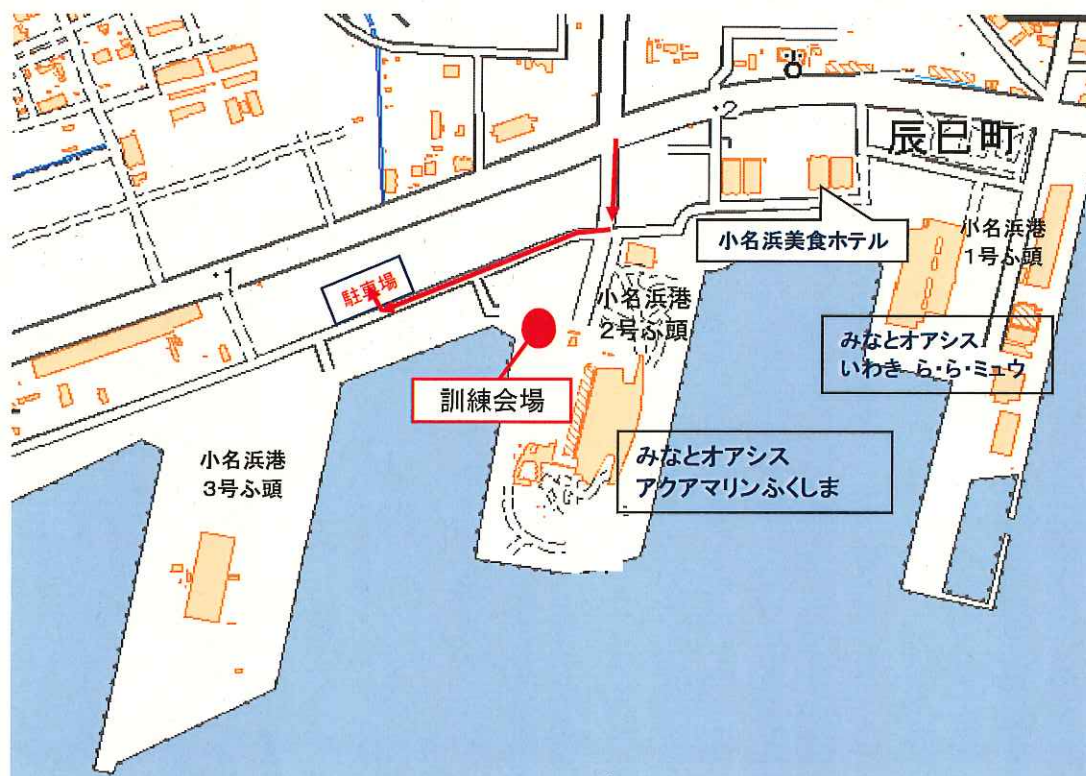 ・2
辰巳町
小名浜美食ホテル
小名浜港
1号ふ頭
・1
駐車場
小名浜港
2号ふ頭
みなとオアシス
いわき ら・ら・ミュウ
訓練会場
みなとオアシス
アクアマリンふくしま
小名浜港
3号ふ頭